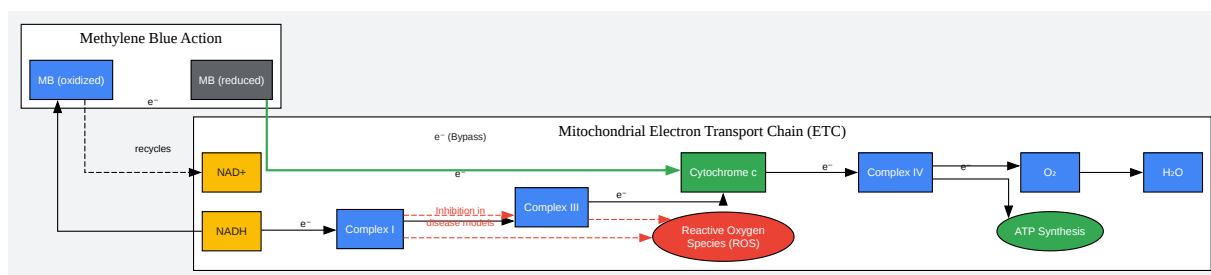 Methylene Blue Action
MB (oxidized)
MB (reduced)
e⁻
Mitochondrial Electron Transport Chain (ETC)
e⁻ (Bypass)
recycles
NAD+
e⁻
Cytochrome c
e⁻
Complex IV
e⁻
O₂
H₂O
NADH
e⁻
Complex I
Inhibition in
disease models
Complex III
e⁻
Reactive Oxygen
Species (ROS)
ATP Synthesis